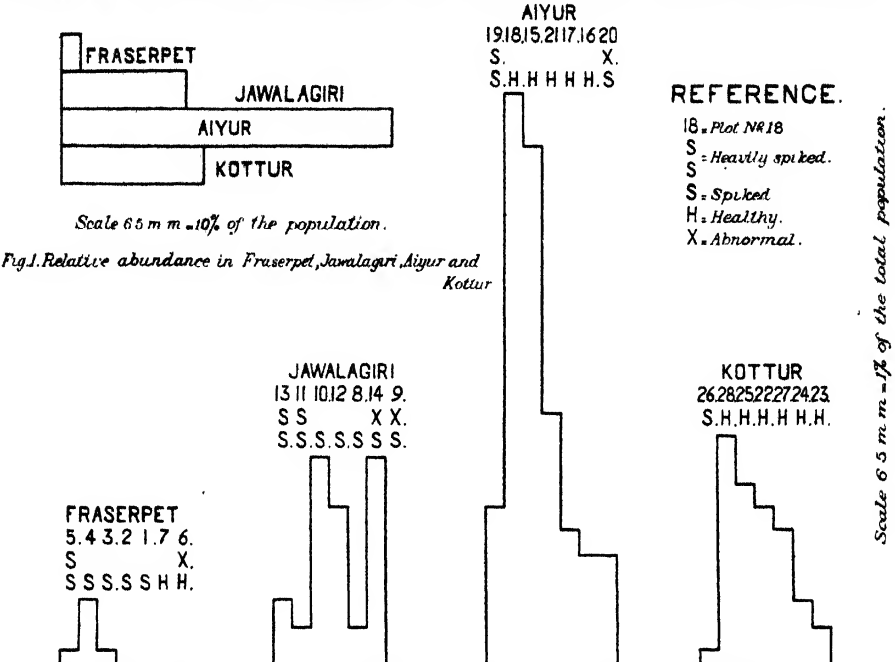 FRASERPET
JAWALAGIRI
AIYUR
KOTTUR
Scale 6 5 m m = 10% of the population.
Fig.1. Relative abundance in Fraserpet, Jawalagiri, Aiyur and
Kottur
AIYUR
19.18.15.21.17.16 20
S. X.
S.H.H H H H.S
REFERENCE.
18 = Plot No 18
S
= Heavily spiked.
S
S = Spiked
H = Healthy.
X = Abnormal.
Scale 6 5 m m = 1% of the total population.
JAWALAGIRI
13 11 10.12 8.14 9.
S S X X.
S.S.S.S.S S S.
KOTTUR
26.28.25.22.27.24.23.
S.H.H.H.H H.H.
FRASERPET
5.4 3.2 1.7 6.
S X.
S S S.S S H H.